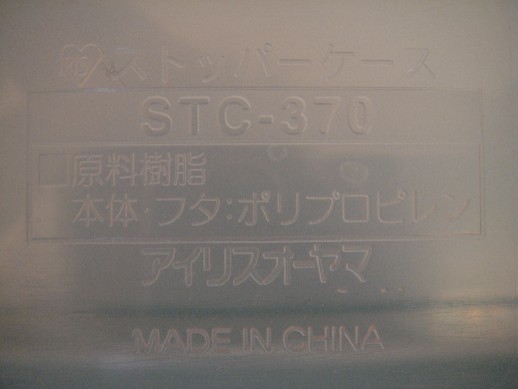 ストッパーケース
STC-370
□原料樹脂
本体・フタ:ポリプロピレン
アイリスオーヤマ
MADE IN CHINA